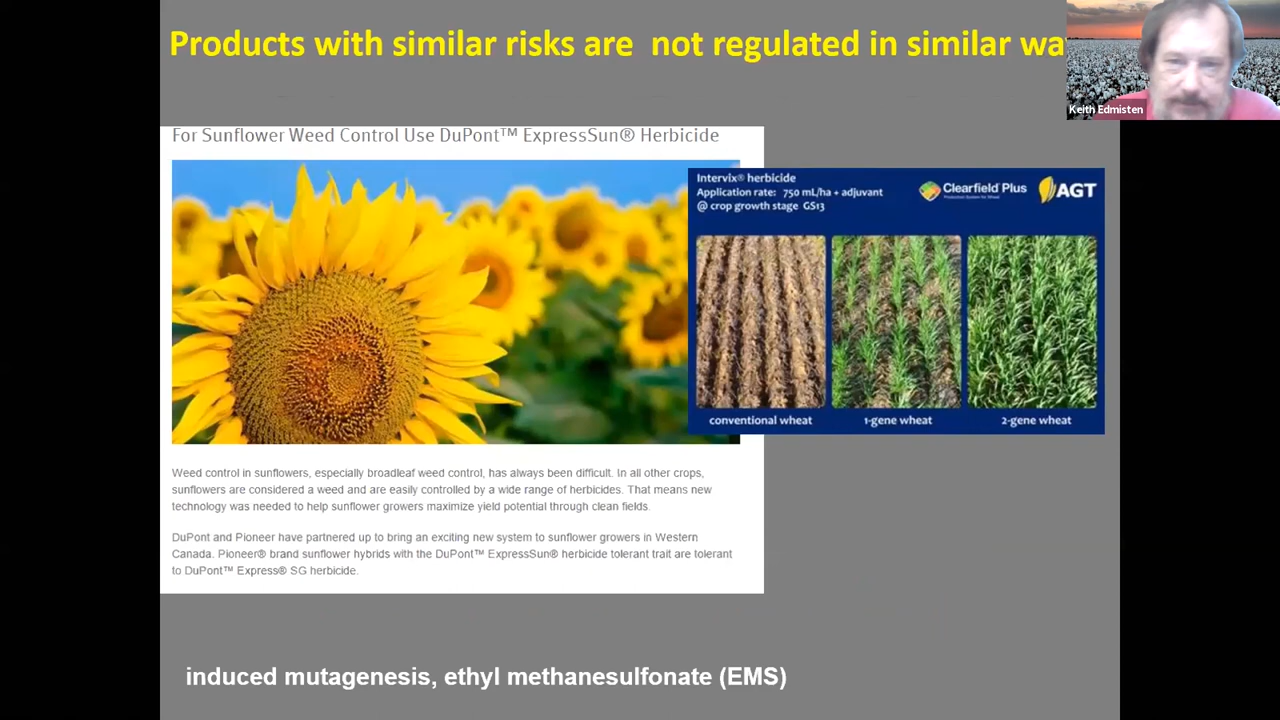 Products with similar risks are not regulated in similar wa
Keith Edmisten
For Sunflower Weed Control Use DuPont™ ExpressSun® Herbicide
Intervix® herbicide
Application rate: 750 mL/ha + adjuvant
@ crop growth stage GS13
Clearfield Plus
Production System for Wheat
AGT
conventional wheat
1-gene wheat
2-gene wheat
Weed control in sunflowers, especially broadleaf weed control, has always been difficult. In all other crops,
sunflowers are considered a weed and are easily controlled by a wide range of herbicides. That means new
technology was needed to help sunflower growers maximize yield potential through clean fields.
DuPont and Pioneer have partnered up to bring an exciting new system to sunflower growers in Western
Canada. Pioneer® brand sunflower hybrids with the DuPont™ ExpressSun® herbicide tolerant trait are tolerant
to DuPont™ Express® SG herbicide.
induced mutagenesis, ethyl methanesulfonate (EMS)